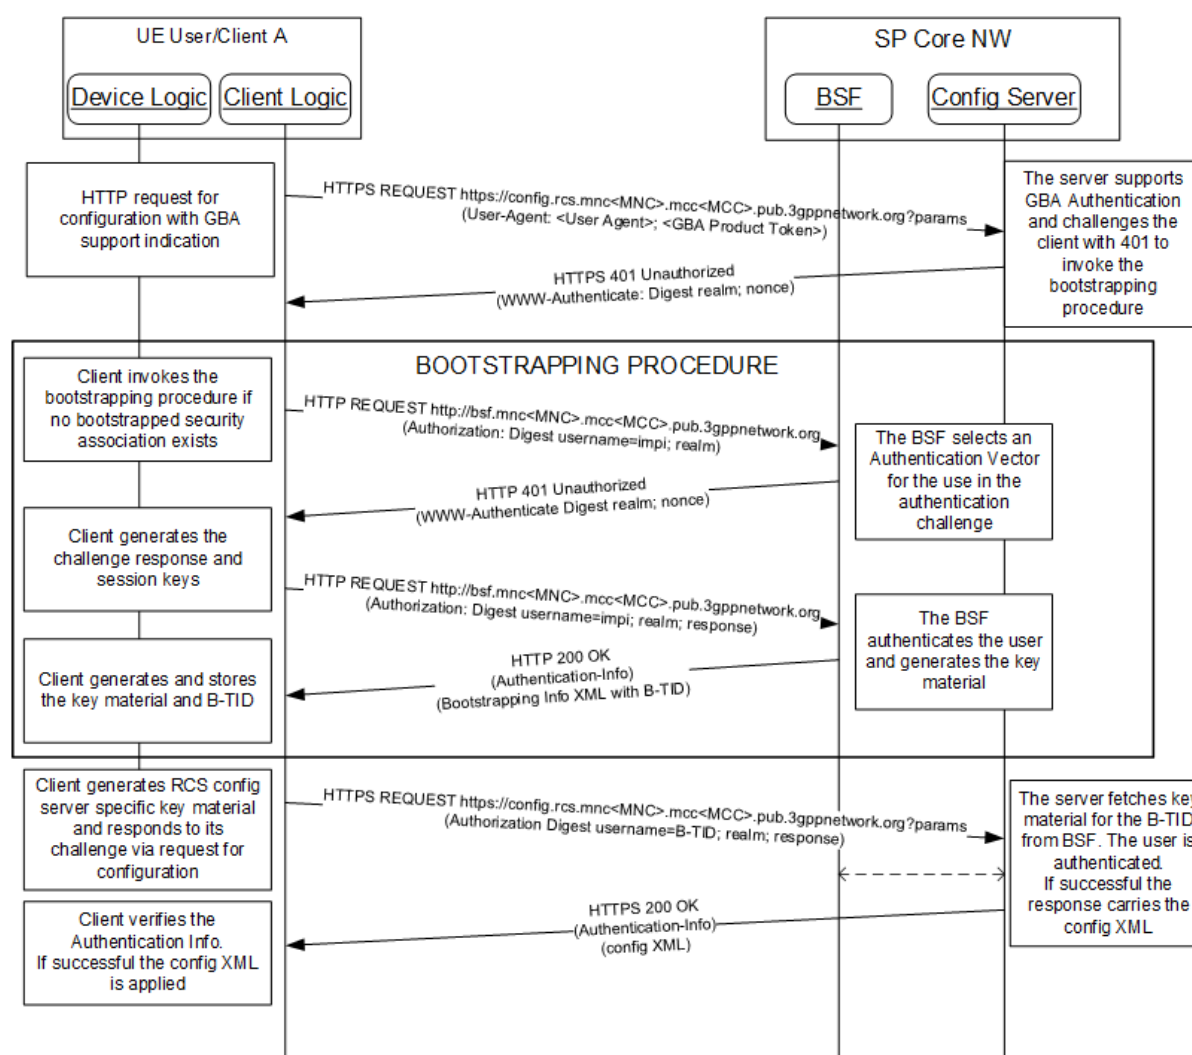 UE User/Client A
SP Core NW
Device Logic
Client Logic
BSF
Config Server
HTTP request for
configuration with GBA
support indication
HTTPS REQUEST https://config.rcs.mnc<MNC>.mcc<MCC>.pub.3gppnetwork.org?params
(User-Agent: <User Agent>; <GBA Product Token>)
The server supports
GBA Authentication
and challenges the
client with 401 to
invoke the
bootstrapping
procedure
HTTPS 401 Unauthorized
(WWW-Authenticate: Digest realm; nonce)
BOOTSTRAPPING PROCEDURE
Client invokes the
bootstrapping procedure if
no bootstrapped security
association exists
HTTP REQUEST http://bsf.mnc<MNC>.mcc<MCC>.pub.3gppnetwork.org
(Authorization: Digest username=impi; realm)
The BSF selects an
Authentication Vector
for the use in the
authentication
challenge
HTTP 401 Unauthorized
(WWW-Authenticate Digest realm; nonce)
Client generates the
challenge response and
session keys
HTTP REQUEST http://bsf.mnc<MNC>.mcc<MCC>.pub.3gppnetwork.org
(Authorization: Digest username=impi; realm; response)
The BSF
authenticates the user
and generates the key
material
HTTP 200 OK
(Authentication-Info)
(Bootstrapping Info XML with B-TID)
Client generates and stores
the key material and B-TID
Client generates RCS config
server specific key material
and responds to its
challenge via request for
configuration
HTTPS REQUEST https://config.rcs.mnc<MNC>.mcc<MCC>.pub.3gppnetwork.org?params
(Authorization Digest username=B-TID; realm; response)
The server fetches key
material for the B-TID
from BSF. The user is
authenticated.
If successful the
response carries the
config XML
HTTPS 200 OK
(Authentication-Info)
(config XML)
Client verifies the
Authentication Info.
If successful the config XML
is applied